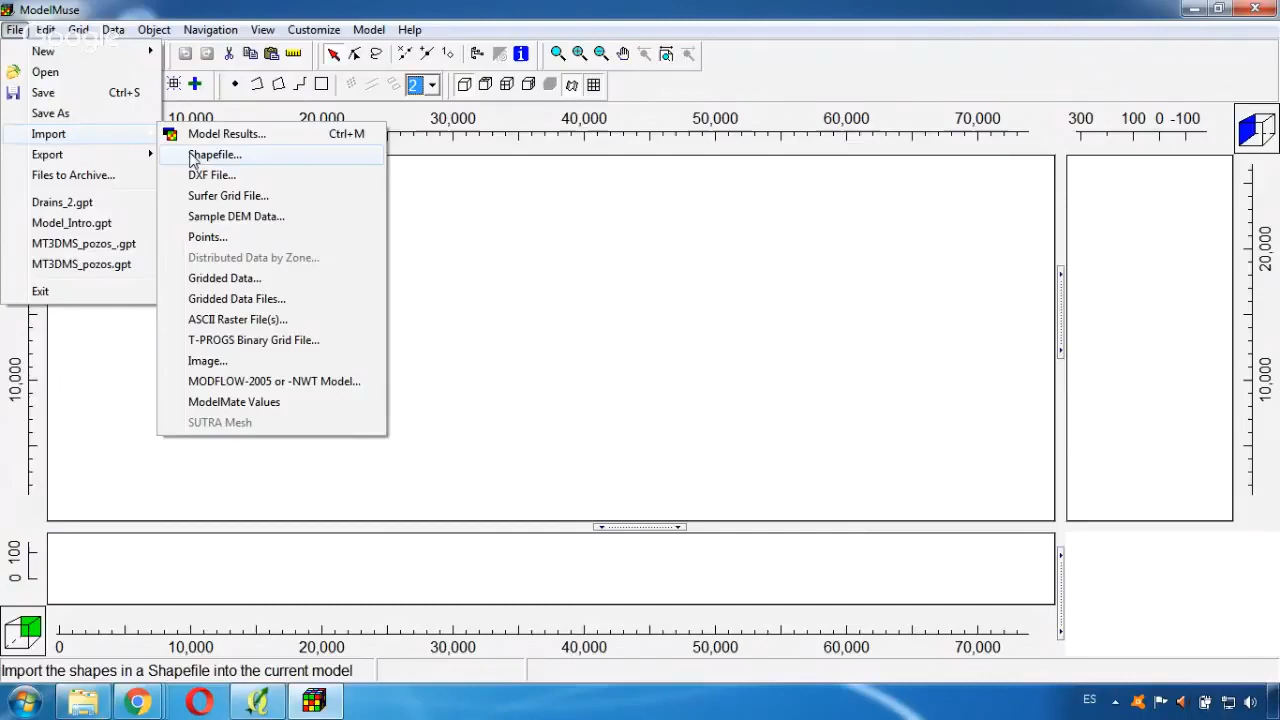 ModelMuse
File Edit Grid Data Object Navigation View Customize Model Help
Google
New
Open
Save Ctrl+S
Save As
Import
Export
Files to Archive...
Drains_2.gpt
Model_Intro.gpt
MT3DMS_pozos_.gpt
MT3DMS_pozos.gpt
Exit
Model Results... Ctrl+M
Shapefile...
DXF File...
Surfer Grid File...
Sample DEM Data...
Points...
Distributed Data by Zone...
Gridded Data...
Gridded Data Files...
ASCII Raster File(s)...
T-PROGS Binary Grid File...
Image...
MODFLOW-2005 or -NWT Model...
ModelMate Values
SUTRA Mesh
2
10,000 20,000 30,000 40,000 50,000 60,000 70,000
300 200 100 0 -100
10,000
20,000
10,000
0 100
0 10,000 20,000 30,000 40,000 50,000 60,000 70,000
Import the shapes in a Shapefile into the current model
ES